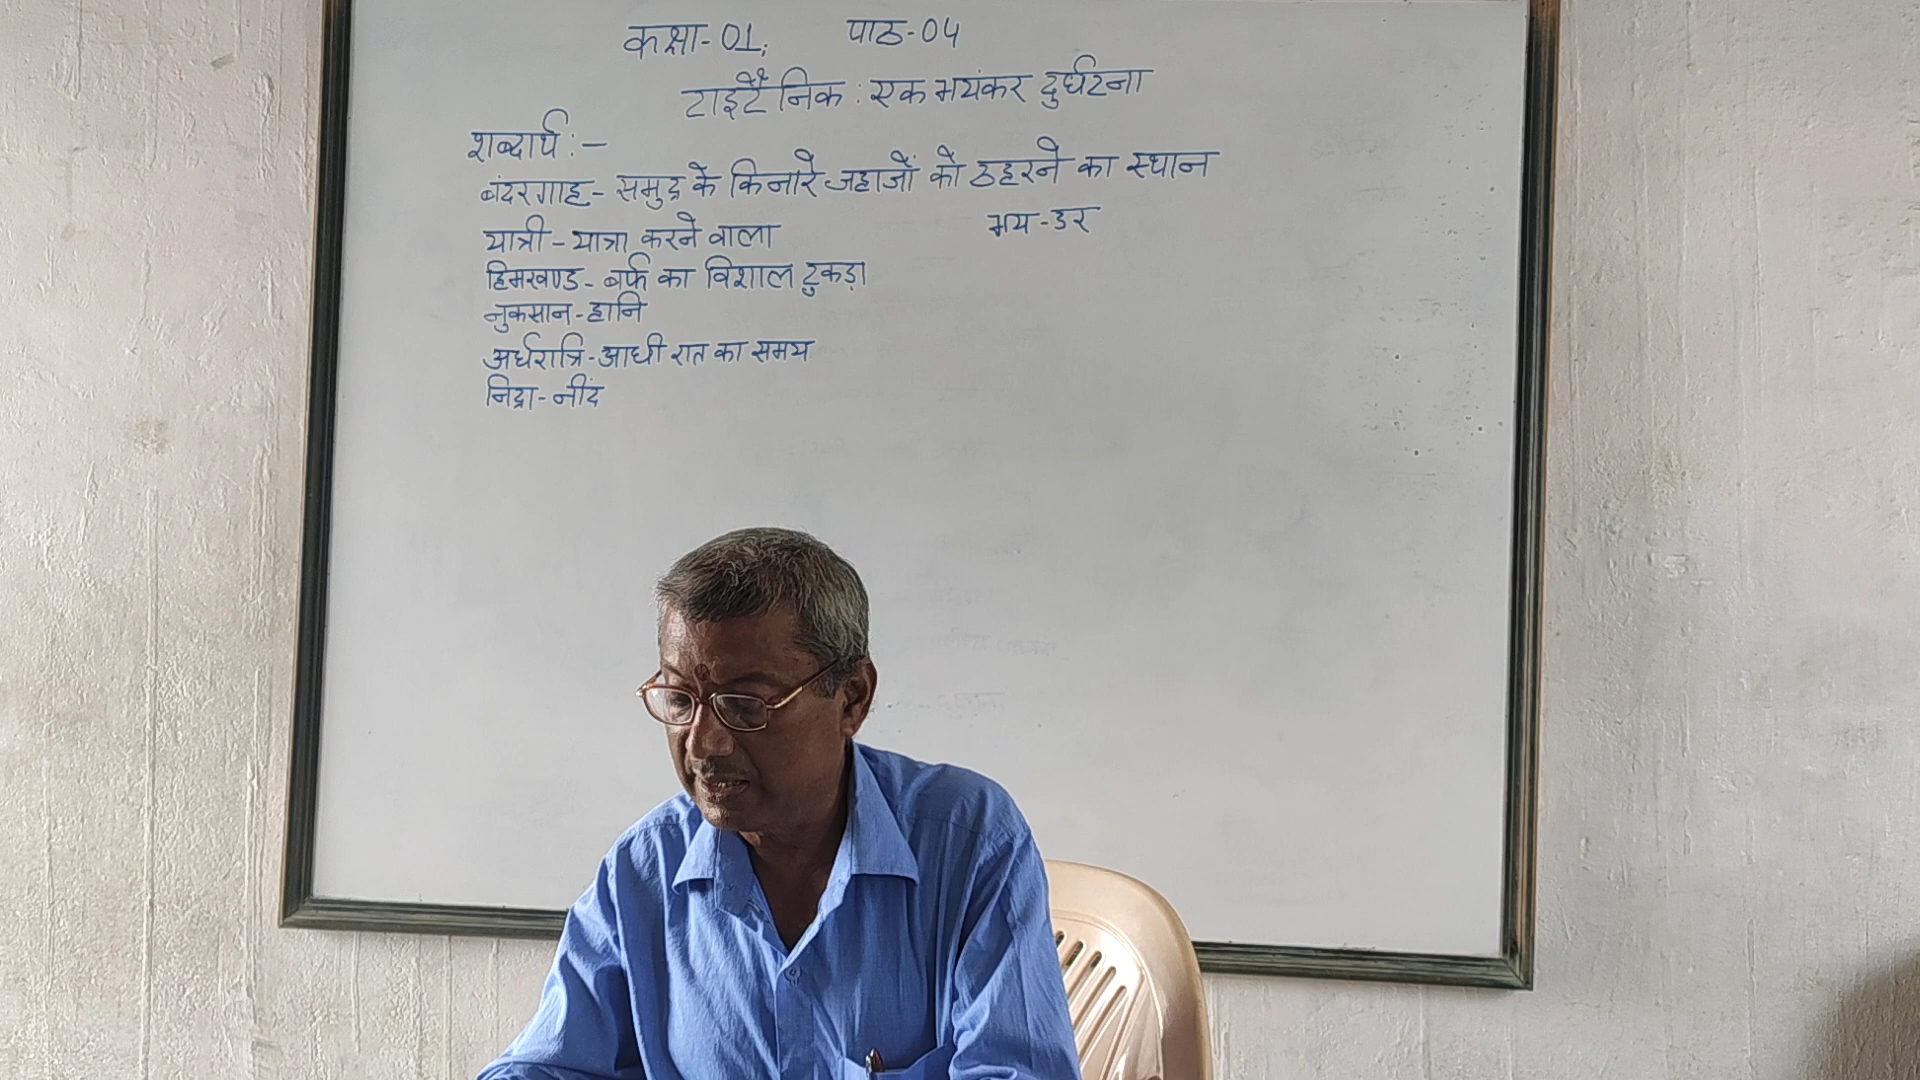 कक्षा-01; पाठ-04
टाइटैनिक : एक भयंकर दुर्घटना
शब्दार्थ :-
बंदरगाह - समुद्र के किनारे जहाजों को ठहरने का स्थान
यात्री - यात्रा करने वाला भय - डर
हिमखण्ड - बर्फ का विशाल टुकड़ा
नुकसान - हानि
अर्धरात्रि - आधी रात का समय
निद्रा - नींद